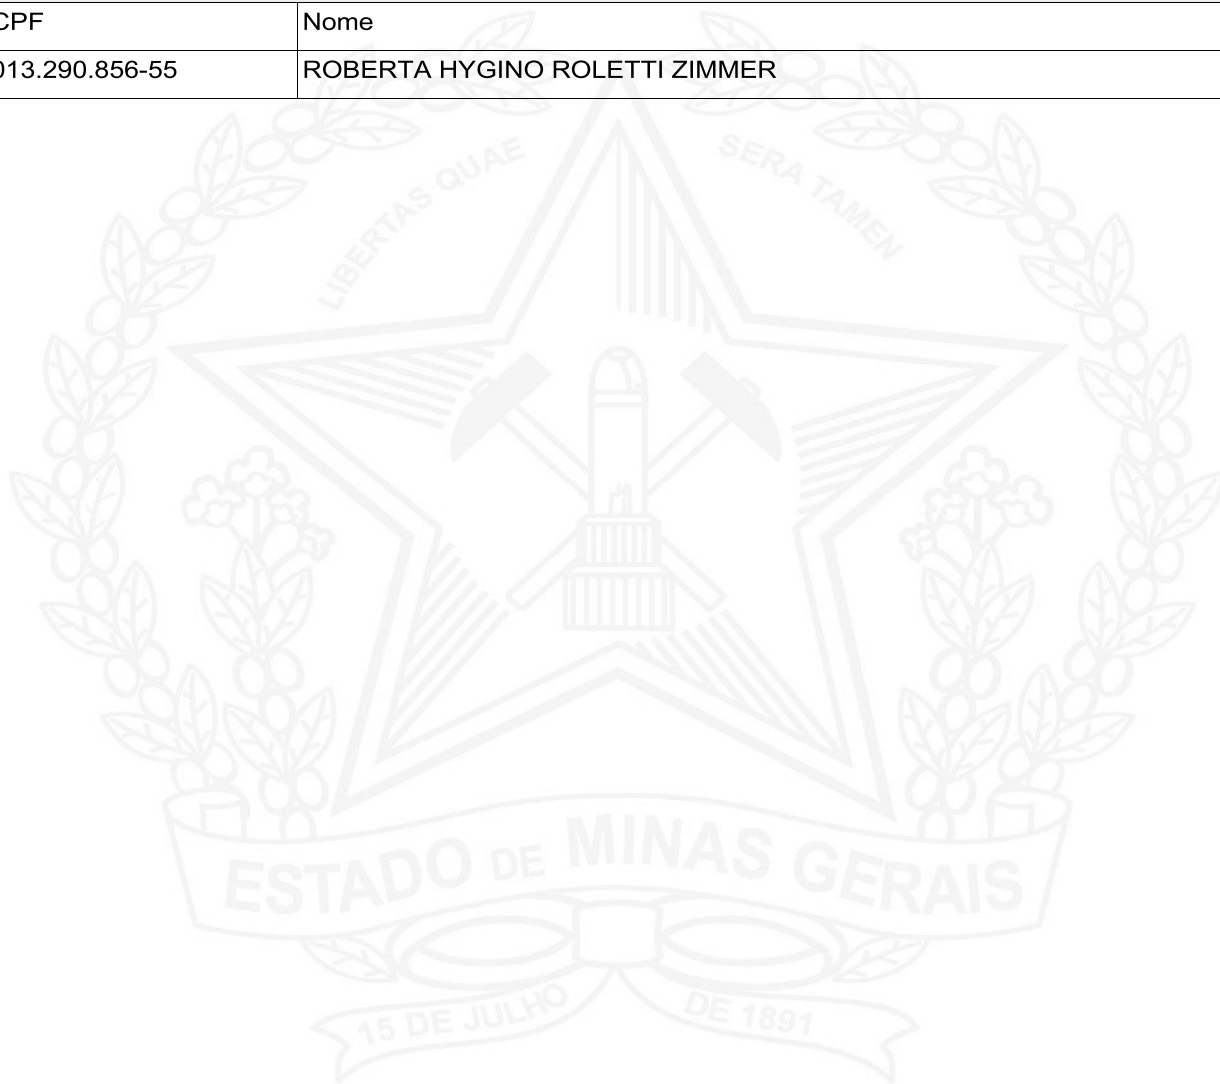 CPF Nome
013.290.856-55 ROBERTA HYGINO ROLETTI ZIMMER
LIBERTAS QUAE SERA TAMEN
ESTADO DE MINAS GERAIS
15 DE JULHO DE 1891